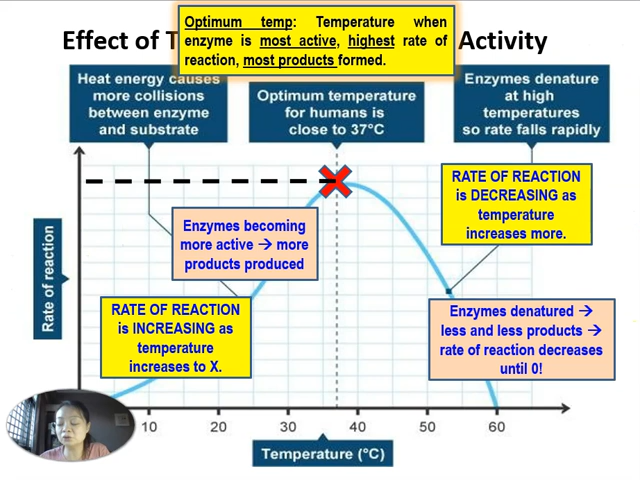 Optimum temp: Temperature when
enzyme is most active, highest rate of
reaction, most products formed.
Effect of T
Activity
Heat energy causes
more collisions
between enzyme
and substrate
Optimum temperature
for humans is
close to 37°C
Enzymes denature
at high
temperatures
so rate falls rapidly
RATE OF REACTION
is DECREASING as
temperature
increases more.
Enzymes becoming
more active → more
products produced
RATE OF REACTION
is INCREASING as
temperature
increases to X.
Enzymes denatured →
less and less products →
rate of reaction decreases
until 0!
Rate of reaction
10 20 30 40 50 60
Temperature (°C)